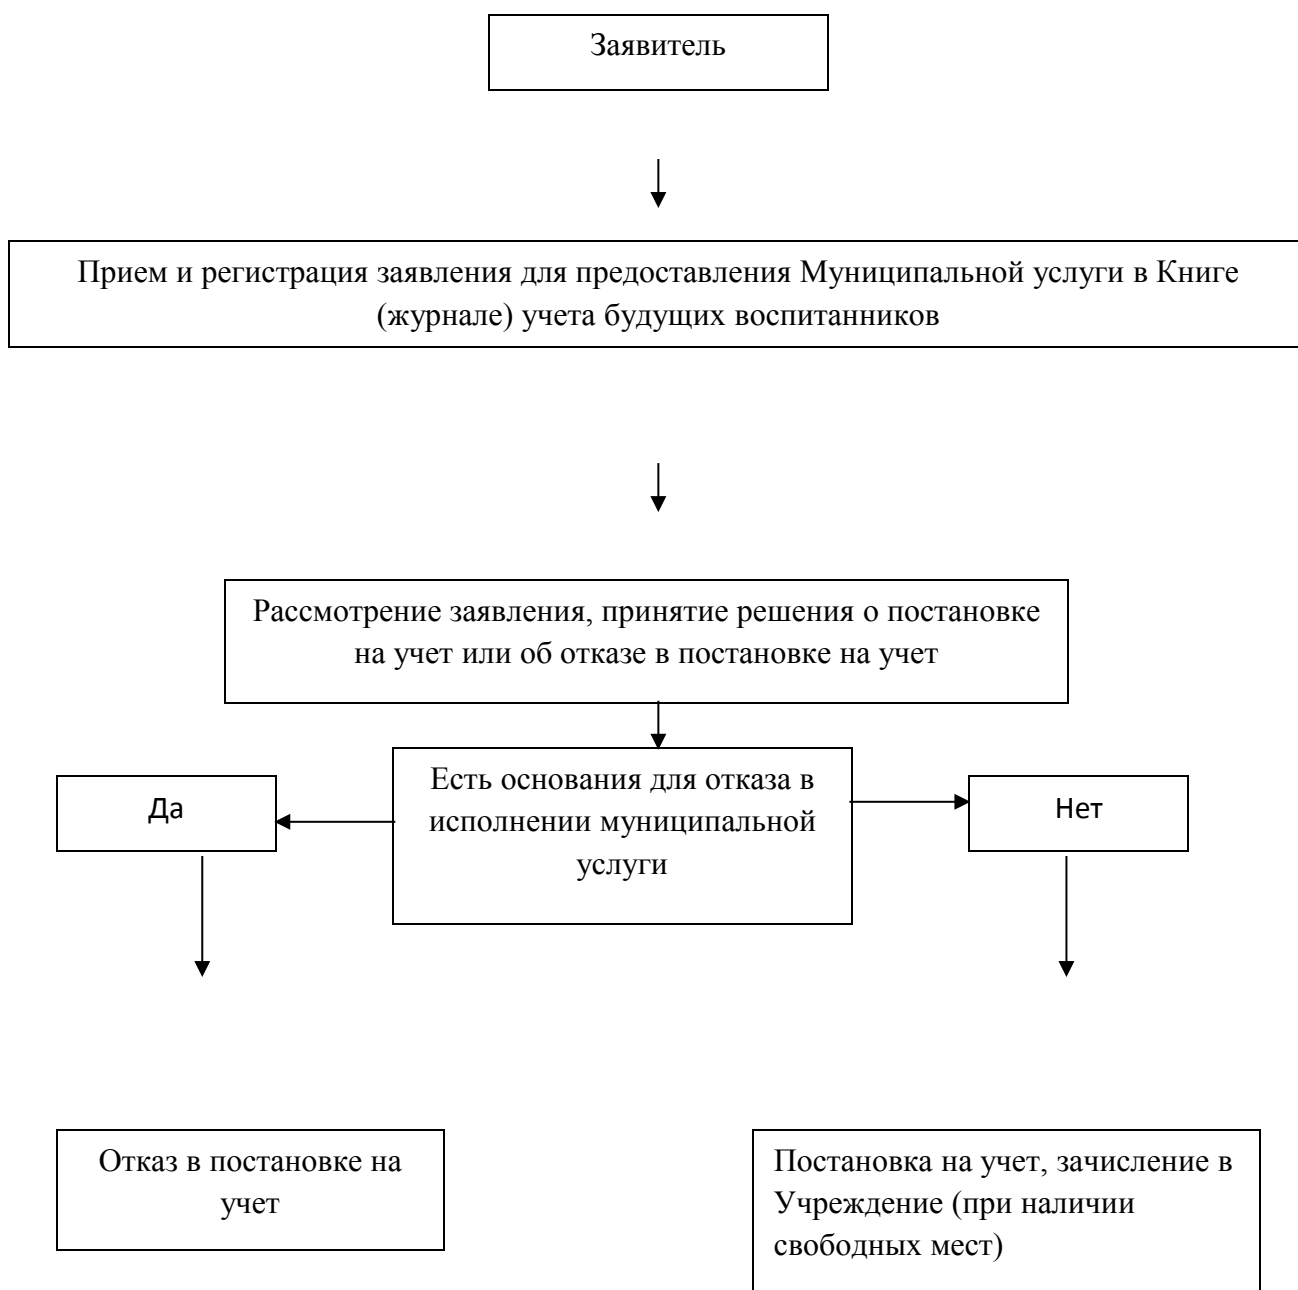 Заявитель
Прием и регистрация заявления для предоставления Муниципальной услуги в Книге
(журнале) учета будущих воспитанников
Рассмотрение заявления, принятие решения о постановке
на учет или об отказе в постановке на учет
Есть основания для отказа в
исполнении муниципальной
услуги
Да
Нет
Отказ в постановке на
учет
Постановка на учет, зачисление в
Учреждение (при наличии
свободных мест)